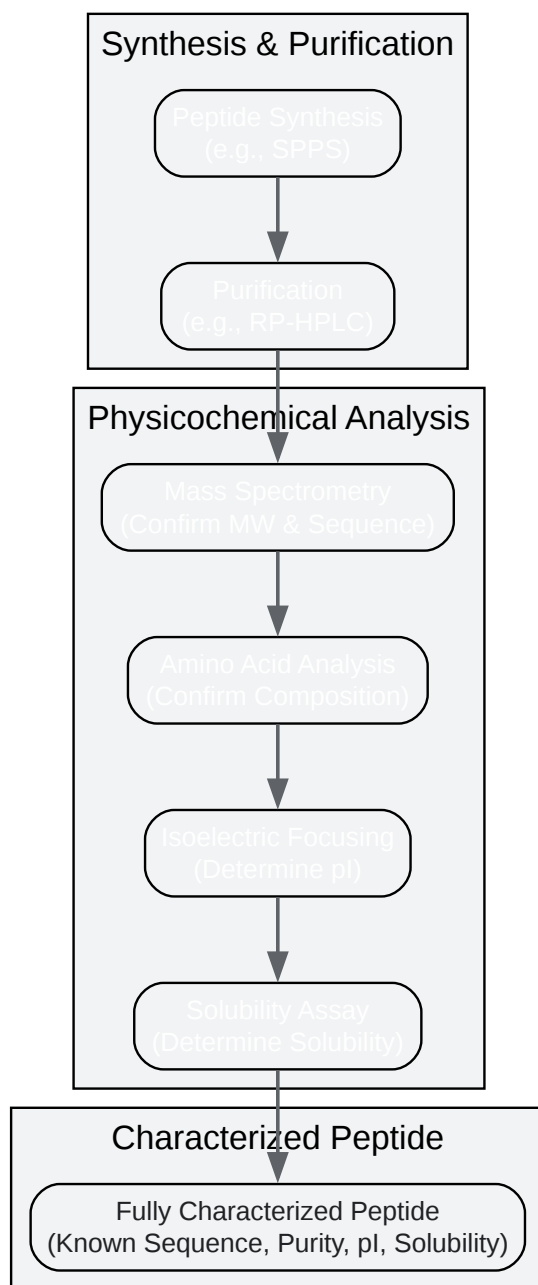 Synthesis & Purification
Peptide Synthesis
(e.g., SPPS)
Purification
(e.g., RP-HPLC)
Physicochemical Analysis
Mass Spectrometry
(Confirm MW & Sequence)
Amino Acid Analysis
(Confirm Composition)
Isoelectric Focusing
(Determine pI)
Solubility Assay
(Determine Solubility)
Characterized Peptide
Fully Characterized Peptide
(Known Sequence, Purity, pI, Solubility)